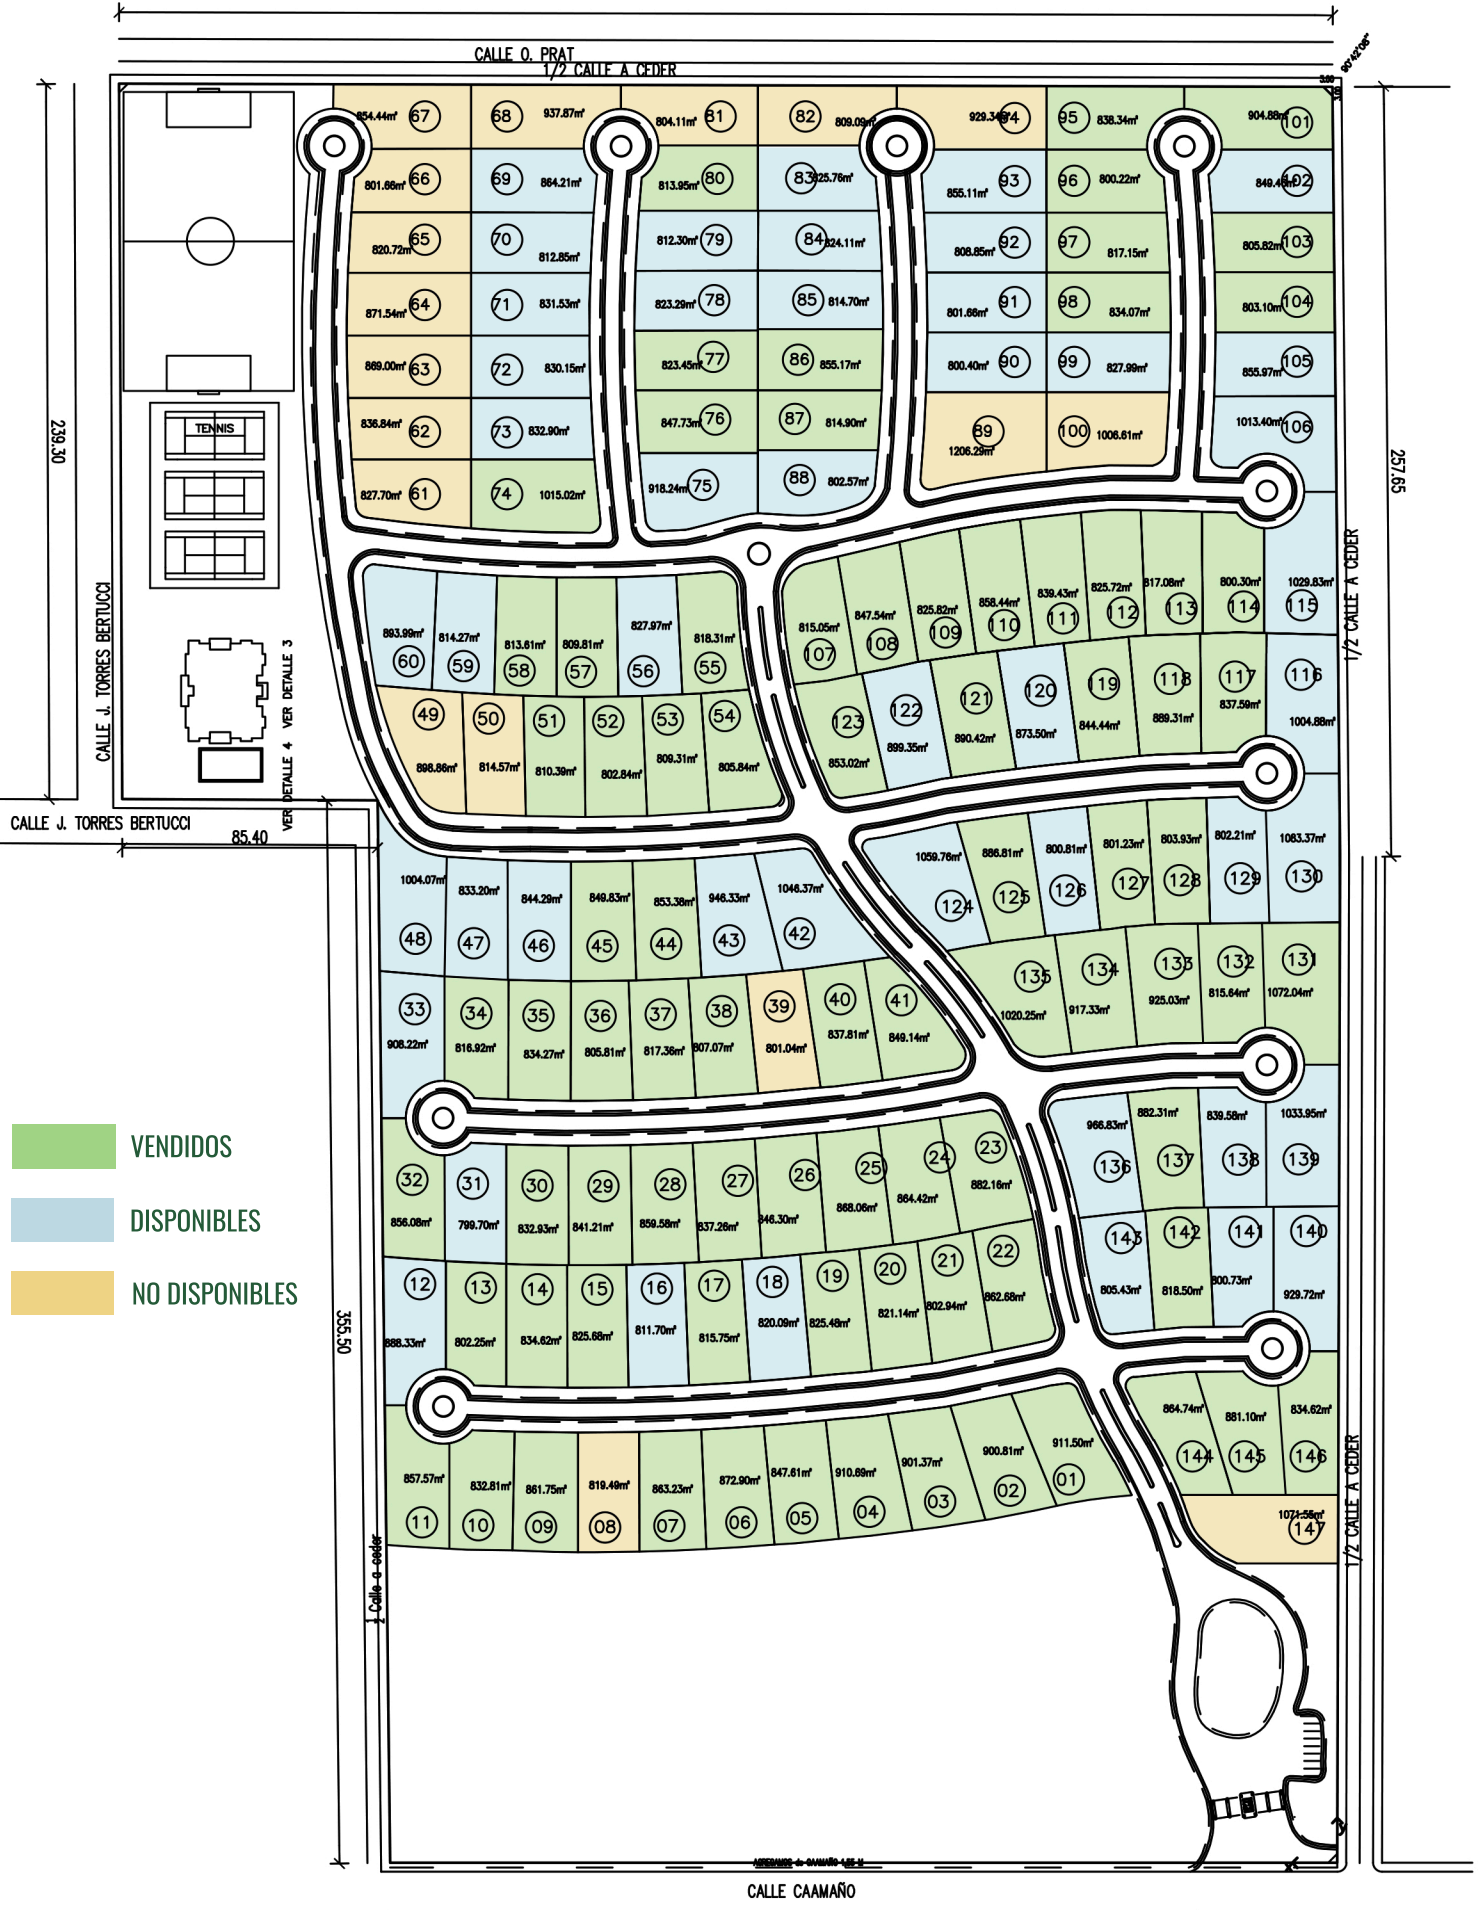 CALLE O. PRAT
1/2 CALLE A CEDER
90°42'08"
3.00
854.44m² 67
68 937.87m²
804.11m² 81
82 809.09m²
929.34m² 94
95 838.34m²
904.88m² 101
801.66m² 66
69 864.21m²
813.95m² 80
83 825.76m²
855.11m² 93
96 800.22m²
849.46m² 102
820.72m² 65
70 812.85m²
812.30m² 79
84 824.11m²
808.85m² 92
97 817.15m²
805.82m² 103
871.54m² 64
71 831.53m²
823.29m² 78
85 814.70m²
801.66m² 91
98 834.07m²
803.10m² 104
869.00m² 63
72 830.15m²
823.45m² 77
86 855.17m²
800.40m² 90
99 827.99m²
855.97m² 105
836.84m² 62
73 832.90m²
847.73m² 76
87 814.90m²
89 1206.29m²
100 1006.61m²
1013.40m² 106
827.70m² 61
74 1015.02m²
918.24m² 75
88 802.57m²
TENNIS
239.30
257.65
CALLE J. TORRES BERTUCCI
1/2 CALLE A CEDER
VER DETALLE 4 VER DETALLE 3
893.99m² 60
814.27m² 59
813.61m² 58
809.81m² 57
827.97m² 56
818.31m² 55
815.05m² 107
847.54m² 108
825.82m² 109
858.44m² 110
839.43m² 111
825.72m² 112
817.08m² 113
800.30m² 114
1029.83m² 115
49 898.86m²
50 814.57m²
51 810.39m²
52 802.84m²
53 809.31m²
54 805.84m²
123 853.02m²
122 899.35m²
121 890.42m²
120 873.50m²
119 844.44m²
118 889.31m²
117 837.59m²
116 1004.88m²
CALLE J. TORRES BERTUCCI
85.40
1004.07m² 48
833.20m² 47
844.29m² 46
849.83m² 45
853.38m² 44
946.33m² 43
1046.37m² 42
1059.76m² 124
886.81m² 125
800.81m² 126
801.23m² 127
803.93m² 128
802.21m² 129
1083.37m² 130
33 908.22m²
34 816.92m²
35 834.27m²
36 805.81m²
37 817.36m²
38 807.07m²
39 801.04m²
40 837.81m²
41 849.14m²
135 1020.25m²
134 917.33m²
133 925.03m²
132 815.64m²
131 1072.04m²
VENDIDOS
DISPONIBLES
NO DISPONIBLES
32 856.08m²
31 799.70m²
30 832.93m²
29 841.21m²
28 859.58m²
27 837.26m²
26 846.30m²
25 868.06m²
24 864.42m²
23 882.16m²
966.83m² 136
882.31m² 137
839.58m² 138
1033.95m² 139
12 888.33m²
13 802.25m²
14 834.62m²
15 825.68m²
16 811.70m²
17 815.75m²
18 820.09m²
19 825.48m²
20 821.14m²
21 802.94m²
22 862.68m²
143 805.43m²
142 818.50m²
141 800.73m²
140 929.72m²
355.50
857.57m² 11
832.81m² 10
861.75m² 09
819.49m² 08
863.23m² 07
872.90m² 06
847.61m² 05
910.69m² 04
901.37m² 03
900.81m² 02
911.50m² 01
864.74m² 144
881.10m² 145
834.62m² 146
1071.55m² 147
1/2 CALLE A CEDER
1/2 Calle a ceder
CALLE CAAMAÑO